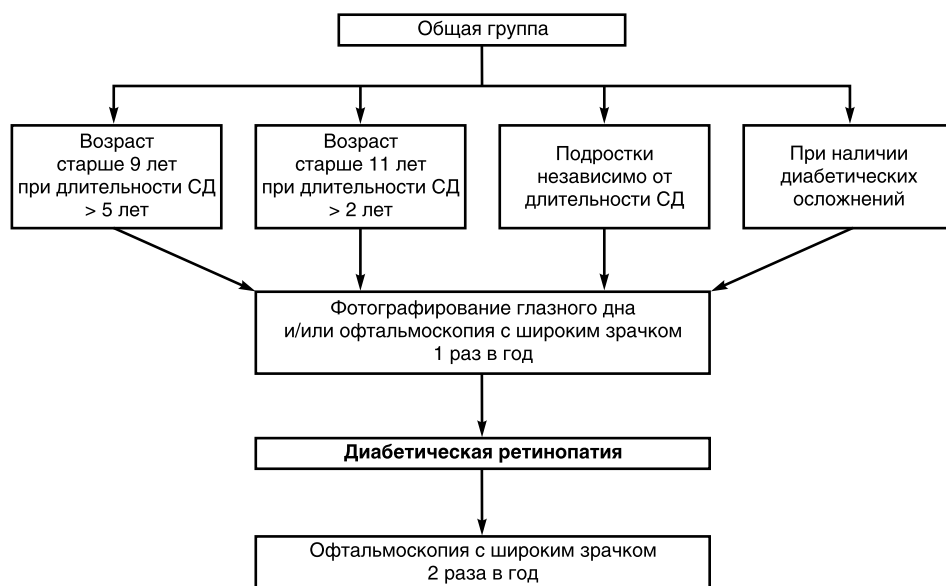 Общая группа
Возраст
старше 9 лет
при длительности СД
> 5 лет
Возраст
старше 11 лет
при длительности СД
> 2 лет
Подростки
независимо от
длительности СД
При наличии
диабетических
осложнений
Фотографирование глазного дна
и/или офтальмоскопия с широким зрачком
1 раз в год
Диабетическая ретинопатия
Офтальмоскопия с широким зрачком
2 раза в год